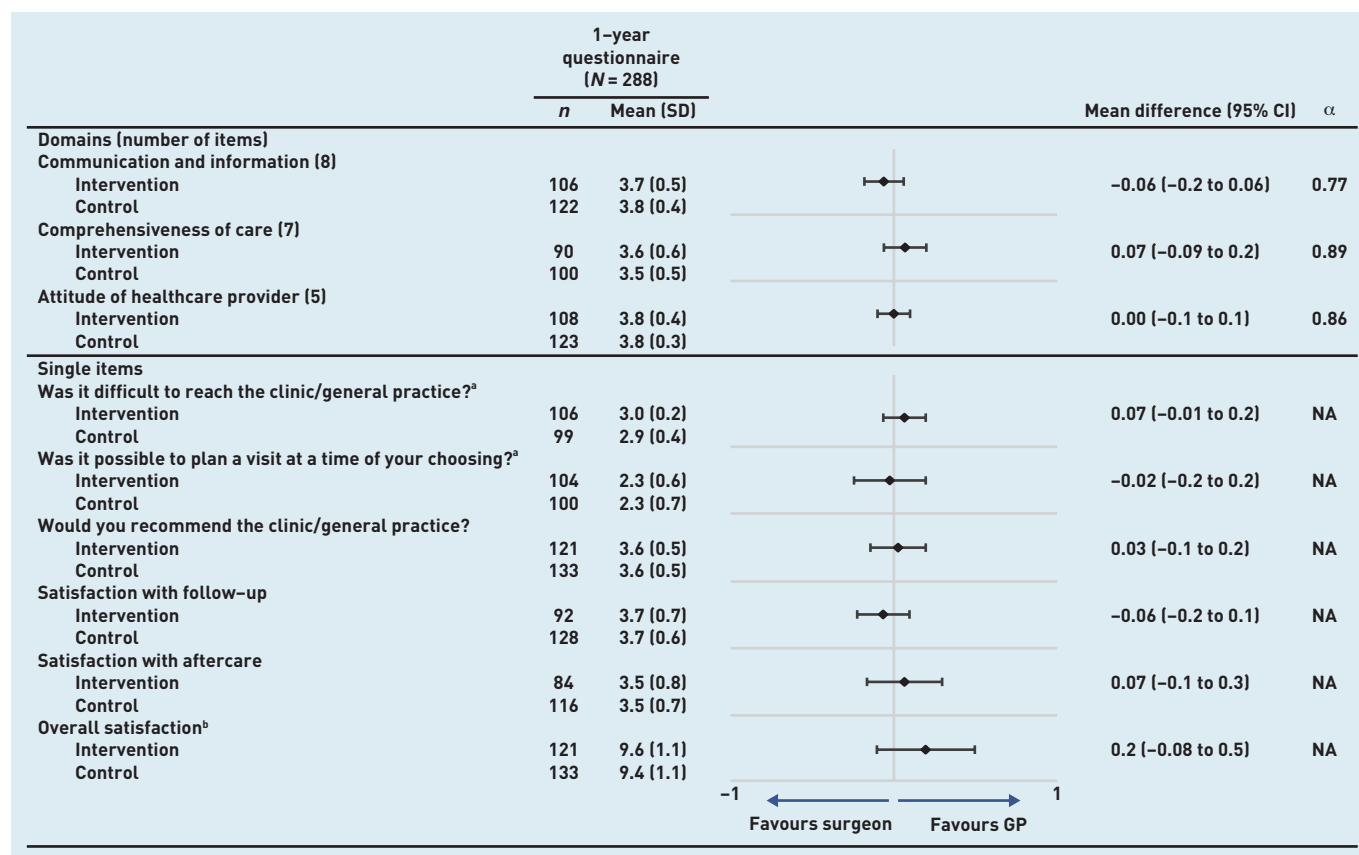 1–year
questionnaire
(N = 288)
n Mean (SD) Mean difference (95% CI) α
Domains (number of items)
Communication and information (8)
Intervention 106 3.7 (0.5) –0.06 (–0.2 to 0.06) 0.77
Control 122 3.8 (0.4)
Comprehensiveness of care (7)
Intervention 90 3.6 (0.6) 0.07 (–0.09 to 0.2) 0.89
Control 100 3.5 (0.5)
Attitude of healthcare provider (5)
Intervention 108 3.8 (0.4) 0.00 (–0.1 to 0.1) 0.86
Control 123 3.8 (0.3)
Single items
Was it difficult to reach the clinic/general practice?ᵃ
Intervention 106 3.0 (0.2) 0.07 (–0.01 to 0.2) NA
Control 99 2.9 (0.4)
Was it possible to plan a visit at a time of your choosing?ᵃ
Intervention 104 2.3 (0.6) –0.02 (–0.2 to 0.2) NA
Control 100 2.3 (0.7)
Would you recommend the clinic/general practice?
Intervention 121 3.6 (0.5) 0.03 (–0.1 to 0.2) NA
Control 133 3.6 (0.5)
Satisfaction with follow–up
Intervention 92 3.7 (0.7) –0.06 (–0.2 to 0.1) NA
Control 128 3.7 (0.6)
Satisfaction with aftercare
Intervention 84 3.5 (0.8) 0.07 (–0.1 to 0.3) NA
Control 116 3.5 (0.7)
Overall satisfactionᵇ
Intervention 121 9.6 (1.1) 0.2 (–0.08 to 0.5) NA
Control 133 9.4 (1.1)
–1 1
Favours surgeon Favours GP